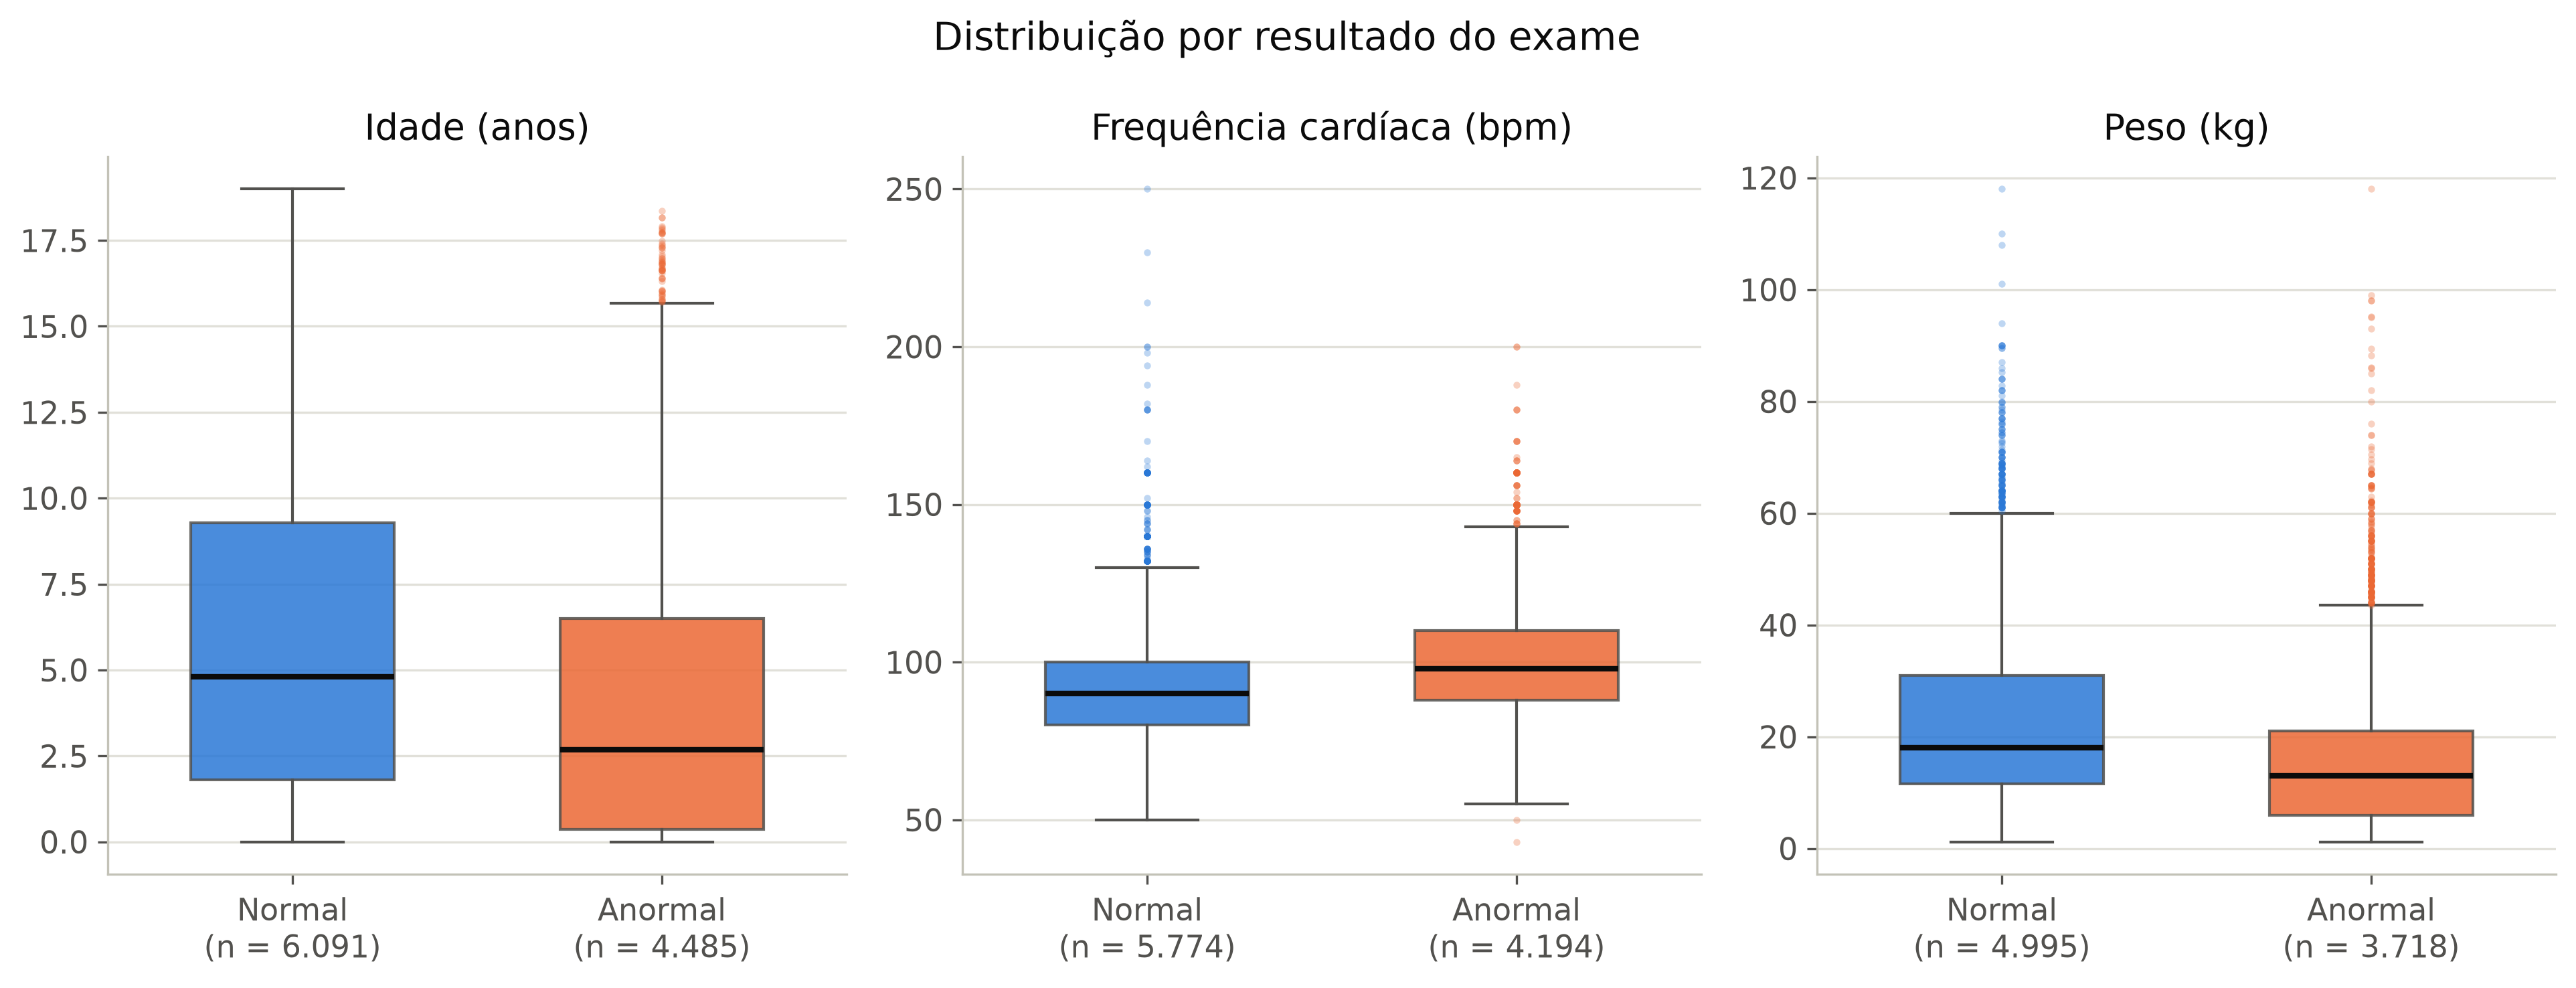 Distribuição por resultado do exame
Idade (anos)
17.5
15.0
12.5
10.0
7.5
5.0
2.5
0.0
Normal
(n = 6.091)
Anormal
(n = 4.485)
Frequência cardíaca (bpm)
250
200
150
100
50
Normal
(n = 5.774)
Anormal
(n = 4.194)
Peso (kg)
120
100
80
60
40
20
0
Normal
(n = 4.995)
Anormal
(n = 3.718)